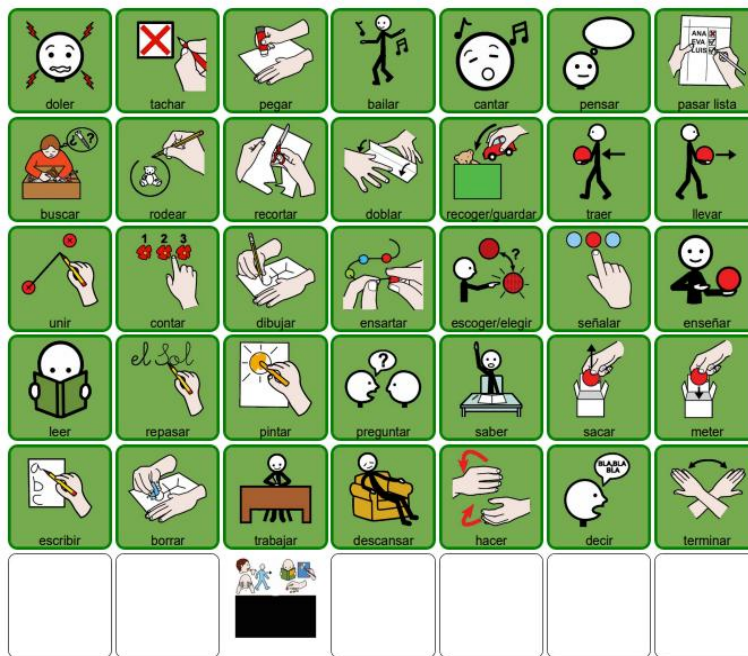 doler tachar pegar bailar cantar pensar pasar lista
ANA
EVA
LUIS
¿ ?
buscar rodear recortar doblar recoger/guardar traer llevar
1 2 3
?
unir contar dibujar ensartar escoger/elegir señalar enseñar
el Sol
?
leer repasar pintar preguntar saber sacar meter
BLA,BLA
BLA
escribir borrar trabajar descansar hacer decir terminar